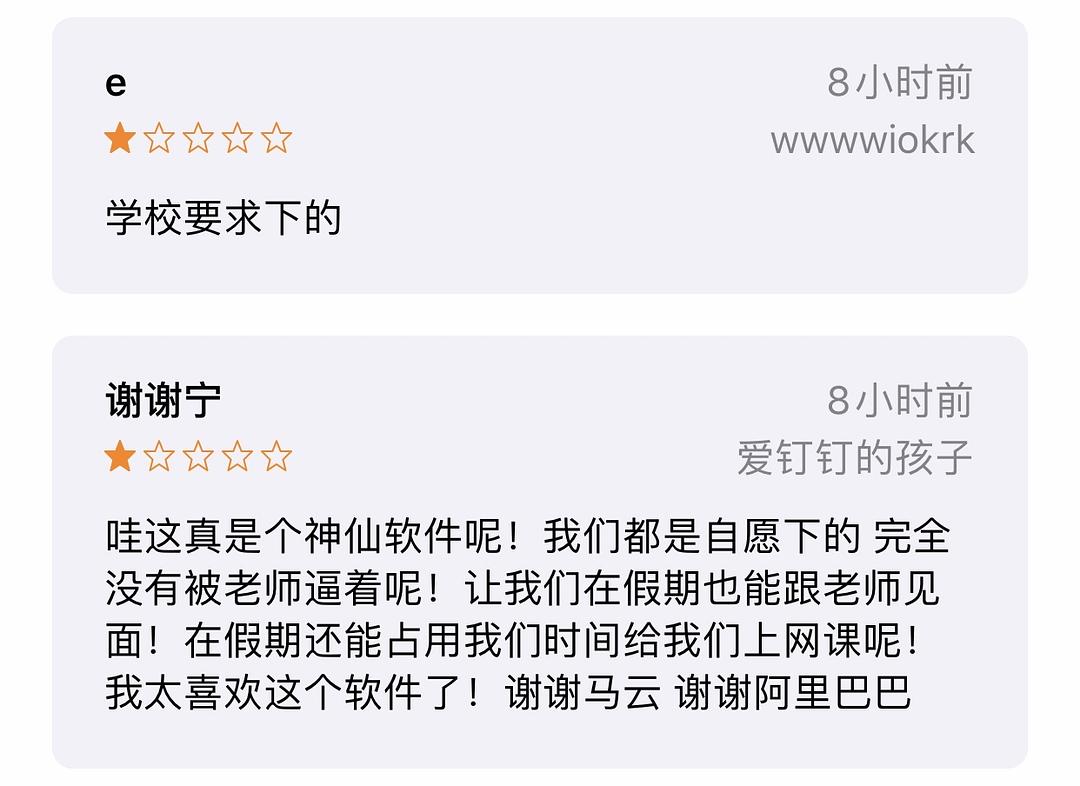 e
8小时前
wwwwiokrk
学校要求下的
谢谢宁
8小时前
爱钉钉的孩子
哇这真是个神仙软件呢！我们都是自愿下的 完全
没有被老师逼着呢！让我们在假期也能跟老师见
面！在假期还能占用我们时间给我们上网课呢！
我太喜欢这个软件了！谢谢马云 谢谢阿里巴巴